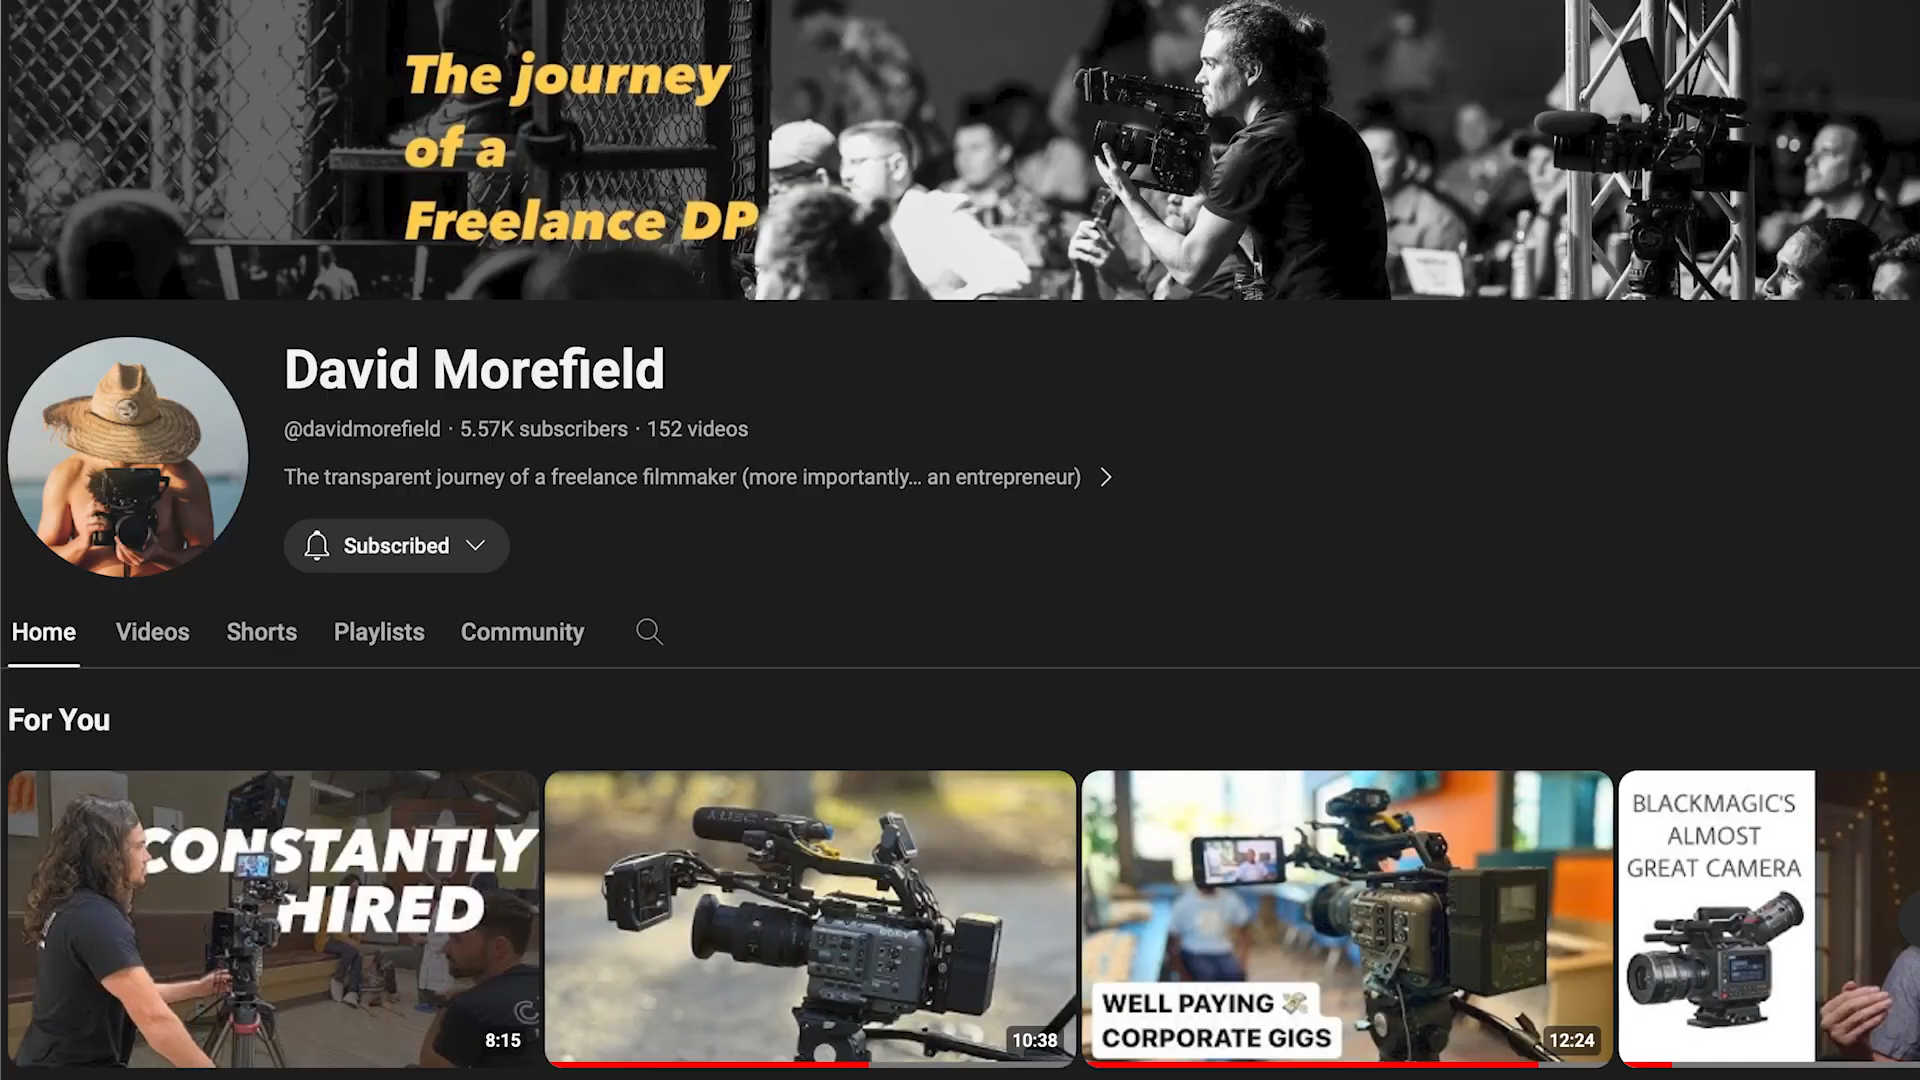 The journey
of a
Freelance DP
David Morefield
@davidmorefield · 5.57K subscribers · 152 videos
The transparent journey of a freelance filmmaker (more importantly... an entrepreneur)
Subscribed
Home Videos Shorts Playlists Community
For You
CONSTANTLY
HIRED
8:15
SONY
10:38
WELL PAYING 💸
CORPORATE GIGS
12:24
BLACKMAGIC'S
ALMOST
GREAT CAMERA